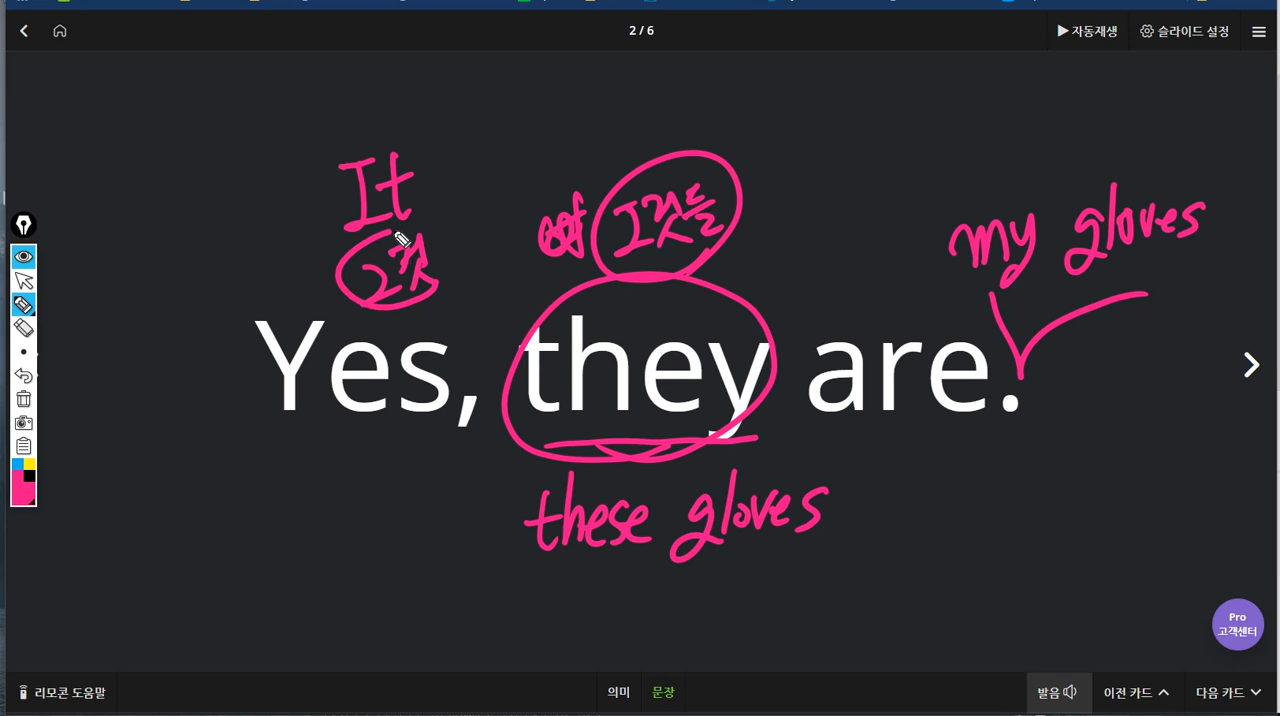 2 / 6
자동재생
슬라이드 설정
It
그것
그것들
my gloves
Yes, they are.
these gloves
Pro
고객센터
리모콘 도움말
의미
문장
발음
이전 카드
다음 카드